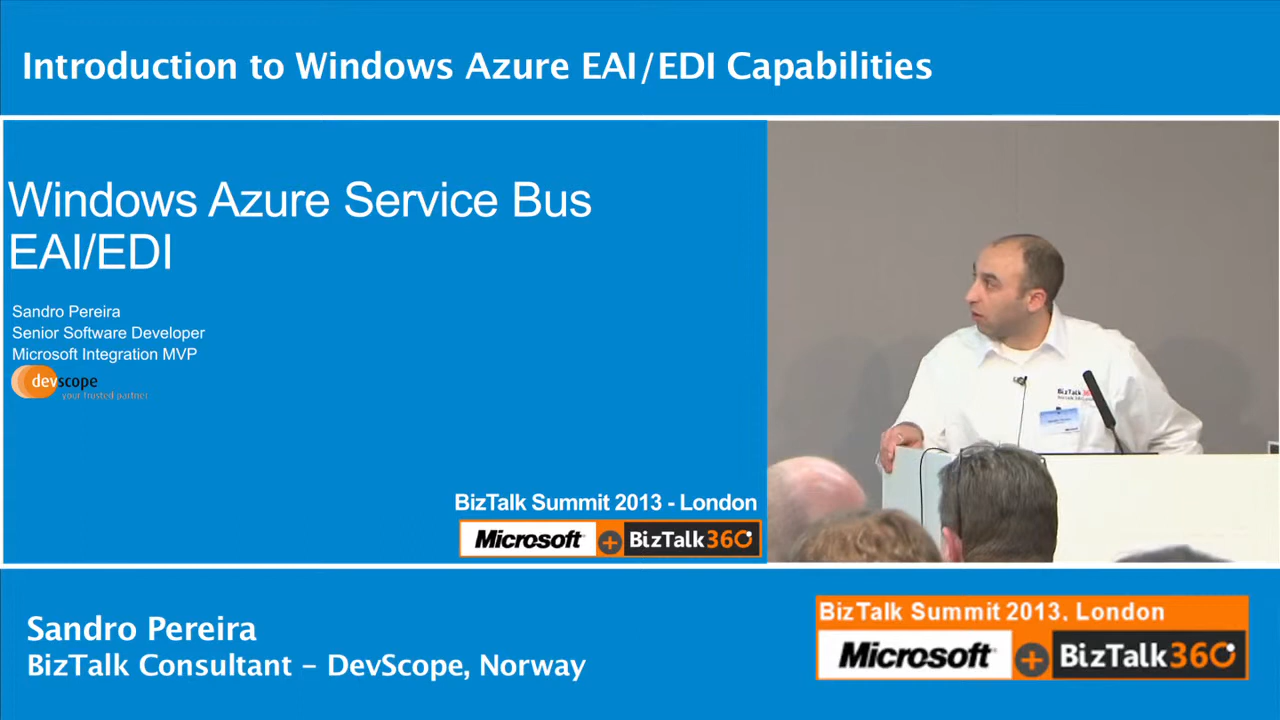 Introduction to Windows Azure EAI/EDI Capabilities
Windows Azure Service Bus
EAI/EDI
Sandro Pereira
Senior Software Developer
Microsoft Integration MVP
devscope
your trusted partner
BizTalk Summit 2013 - London
Microsoft + BizTalk360
BizTalk 36
Sandro Pereira
BizTalk Consultant – DevScope, Norway
BizTalk Summit 2013, London
Microsoft + BizTalk360